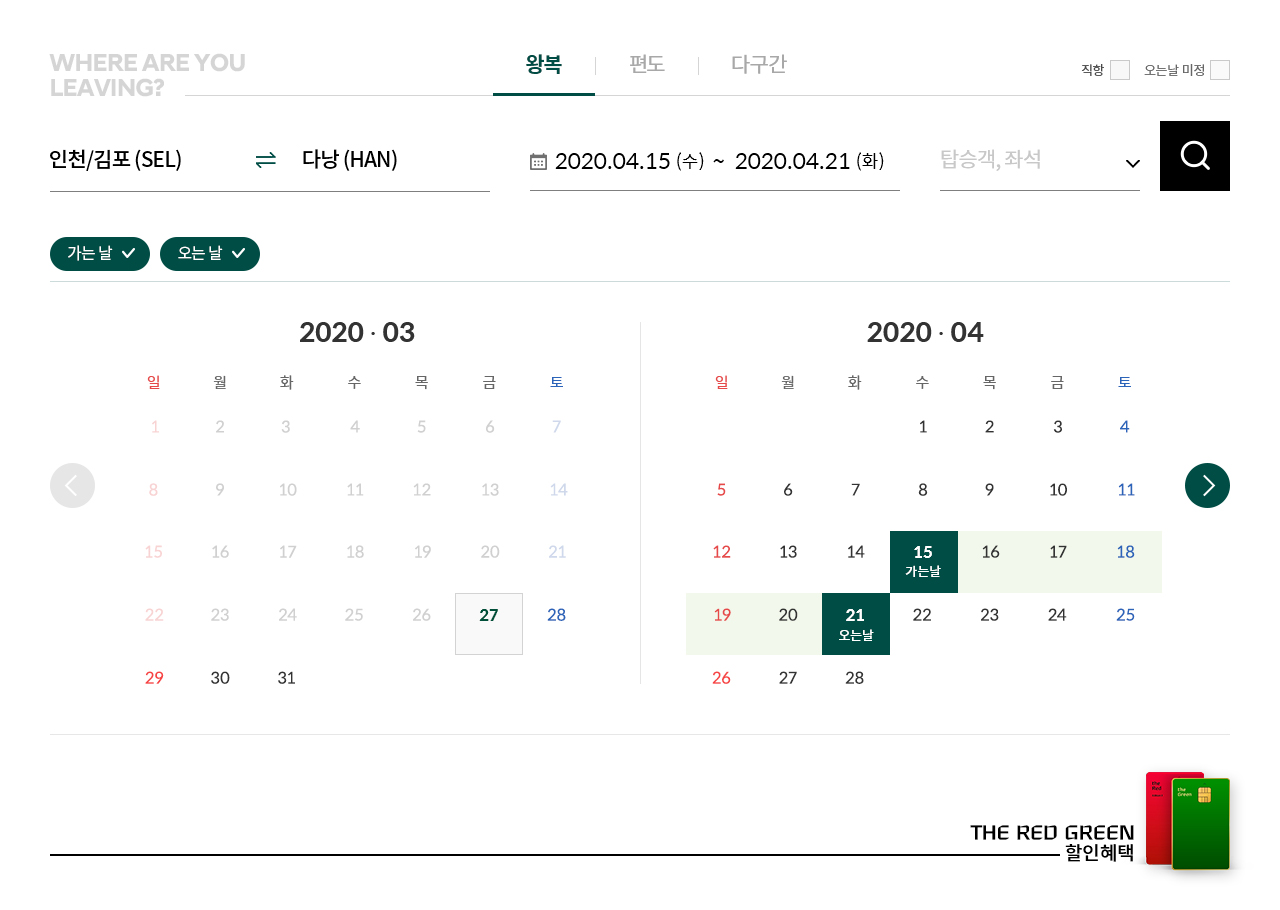 WHERE ARE YOU
LEAVING?
왕복
편도
다구간
직항
오는날 미정
인천/김포 (SEL)
다낭 (HAN)
2020.04.15 (수) ~ 2020.04.21 (화)
탑승객, 좌석
가는 날
오는 날
2020 · 03
일 월 화 수 목 금 토
1 2 3 4 5 6 7
8 9 10 11 12 13 14
15 16 17 18 19 20 21
22 23 24 25 26 27 28
29 30 31
2020 · 04
일 월 화 수 목 금 토
1 2 3 4
5 6 7 8 9 10 11
12 13 14 15 16 17 18
가는날
19 20 21 22 23 24 25
오는날
26 27 28
THE RED GREEN
할인혜택
the
Red
the
Green